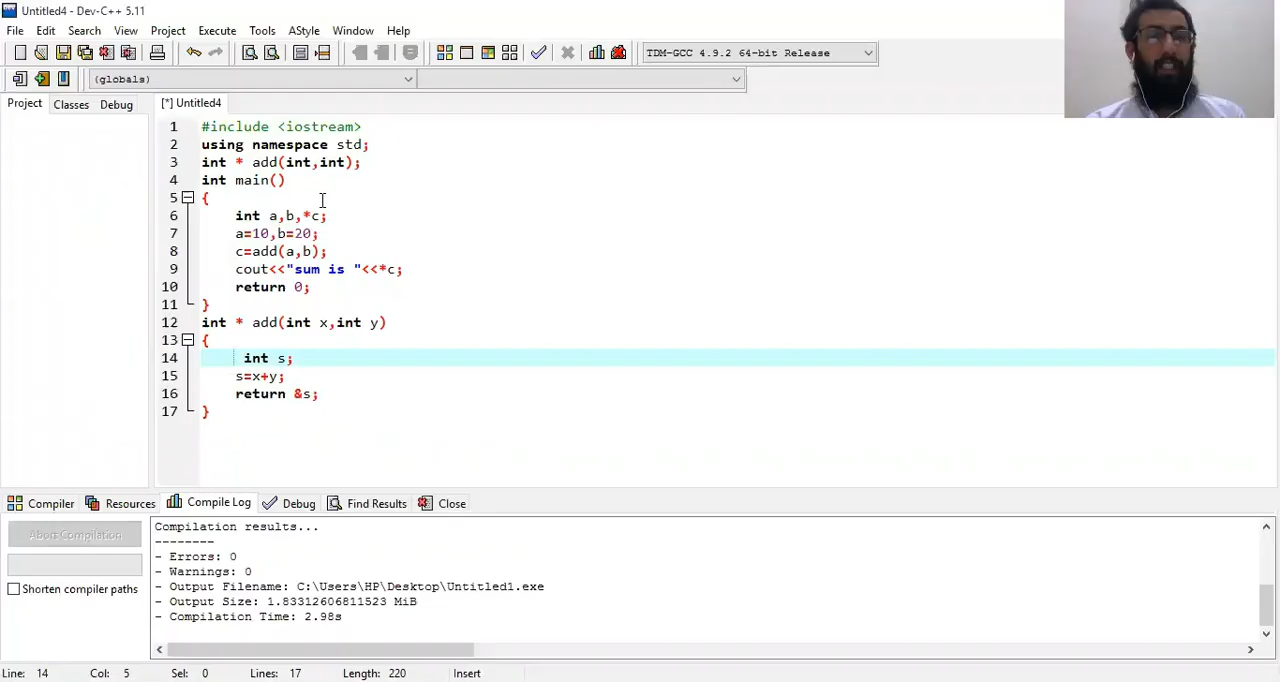 Untitled4 - Dev-C++ 5.11
File Edit Search View Project Execute Tools AStyle Window Help
TDM-GCC 4.9.2 64-bit Release
(globals)
Project Classes Debug [*] Untitled4
1 #include <iostream>
2 using namespace std;
3 int * add(int,int);
4 int main()
5 {
6 int a,b,*c;
7 a=10,b=20;
8 c=add(a,b);
9 cout<<"sum is "<<*c;
10 return 0;
11 }
12 int * add(int x,int y)
13 {
14 int s;
15 s=x+y;
16 return &s;
17 }
Compiler Resources Compile Log Debug Find Results Close
Abort Compilation
Shorten compiler paths
Compilation results...
--------
- Errors: 0
- Warnings: 0
- Output Filename: C:\Users\HP\Desktop\Untitled1.exe
- Output Size: 1.83312606811523 MiB
- Compilation Time: 2.98s
Line: 14 Col: 5 Sel: 0 Lines: 17 Length: 220 Insert